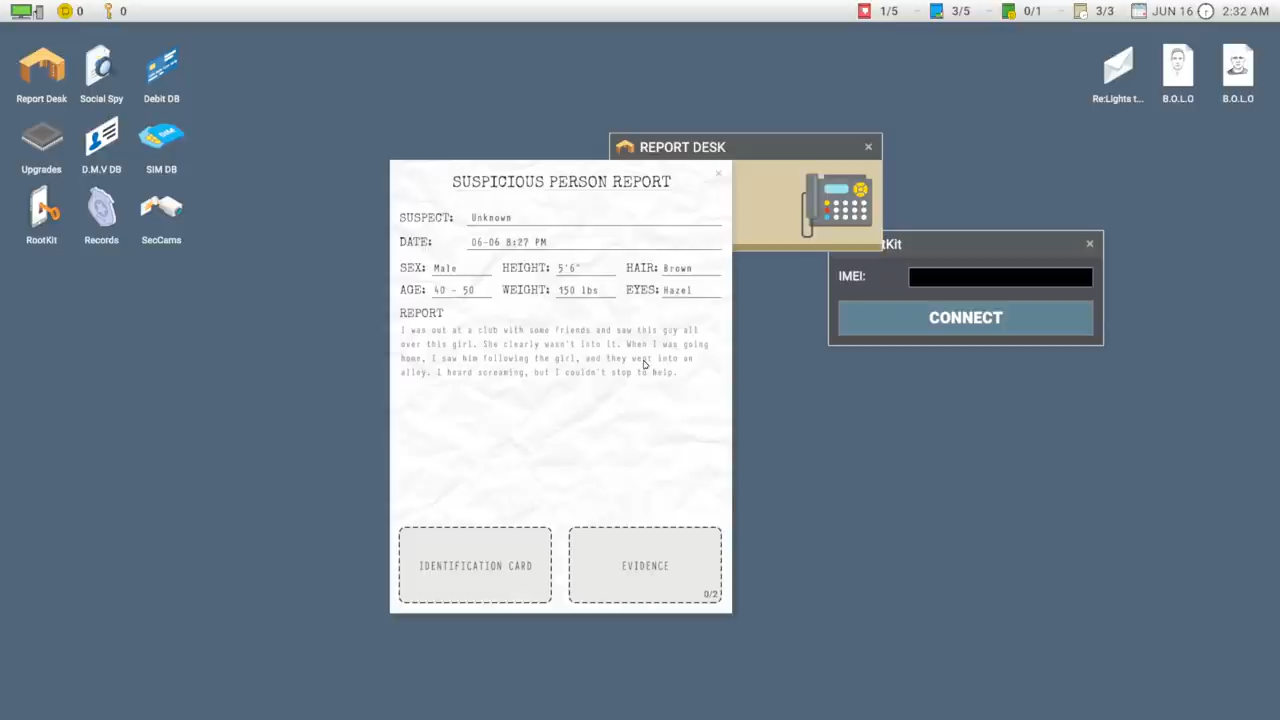 0 0 1/5 3/5 0/1 3/3 JUN 16 2:32 AM
Report Desk Social Spy Debit DB
Re:Lights t... B.O.L.O B.O.L.O
Upgrades D.M.V DB SIM DB
RootKit Records SecCams
REPORT DESK
SUSPICIOUS PERSON REPORT
SUSPECT: Unknown
DATE: 06-06 8:27 PM
SEX: Male HEIGHT: 5'6" HAIR: Brown
AGE: 40 - 50 WEIGHT: 150 lbs EYES: Hazel
REPORT
I was out at a club with some friends and saw this guy all
over this girl. She clearly wasn't into it. When I was going
home, I saw him following the girl, and they went into an
alley. I heard screaming, but I couldn't stop to help.
IDENTIFICATION CARD
EVIDENCE
0/2
tKit
IMEI:
CONNECT